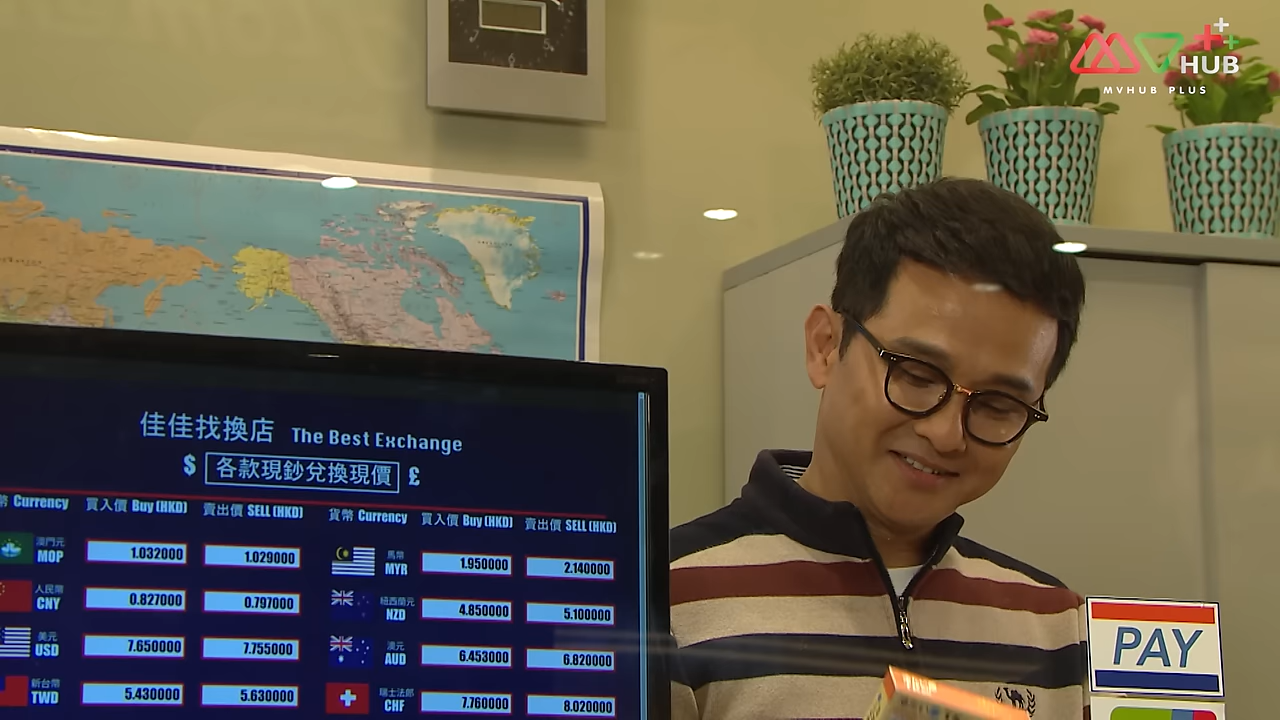 HUB
MVHUB PLUS
6
佳佳找換店 The Best Exchange
$ 各款現鈔兌換現價 £
幣 Currency 買入價 Buy (HKD) 賣出價 SELL (HKD) 貨幣 Currency 買入價 Buy (HKD) 賣出價 SELL (HKD)
澳門元 MOP 1.032000 1.029000 馬幣 MYR 1.950000 2.140000
人民幣 CNY 0.827000 0.797000 紐西蘭元 NZD 4.850000 5.100000
美元 USD 7.650000 7.755000 澳元 AUD 6.453000 6.820000
新台幣 TWD 5.430000 5.630000 瑞士法郎 CHF 7.760000 8.020000
PAY